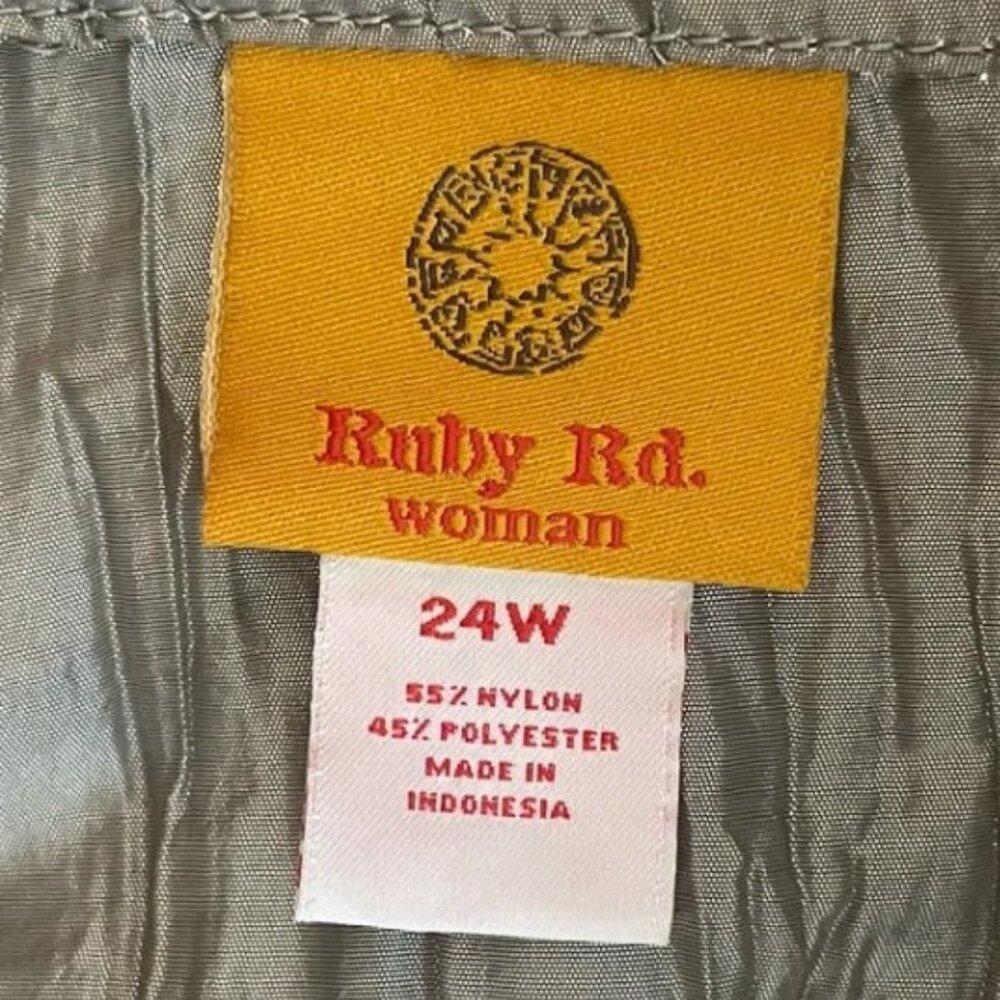 Ruby Rd.
woman
24W
55% NYLON
45% POLYESTER
MADE IN
INDONESIA